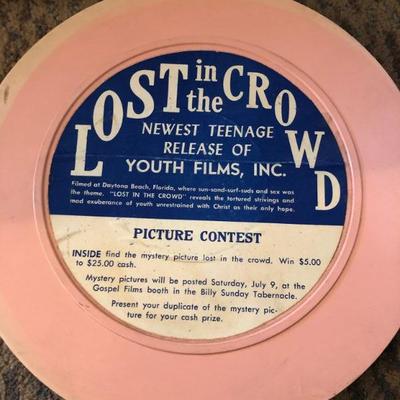 LOST in the CROWD
NEWEST TEENAGE
RELEASE OF
YOUTH FILMS, INC.
Filmed at Daytona Beach, Florida, where sun-sand-surf-suds and sex was
the theme. "LOST IN THE CROWD" reveals the tortured strivings and
mad exuberance of youth unrestrained with Christ as their only hope.
PICTURE CONTEST
INSIDE find the mystery picture lost in the crowd. Win $5.00
to $25.00 cash.
Mystery pictures will be posted Saturday, July 9, at the
Gospel Films booth in the Billy Sunday Tabernacle.
Present your duplicate of the mystery pic-
ture for your cash prize.